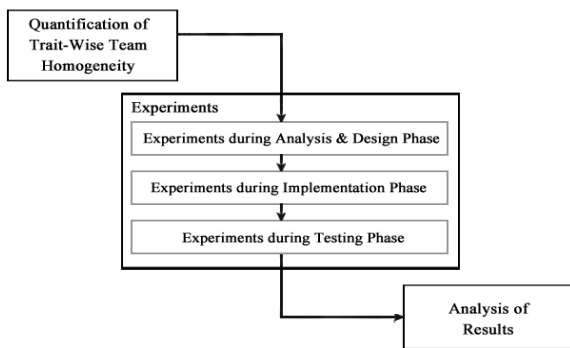 Quantification of
Trait-Wise Team
Homogeneity
Experiments
Experiments during Analysis & Design Phase
Experiments during Implementation Phase
Experiments during Testing Phase
Analysis of
Results